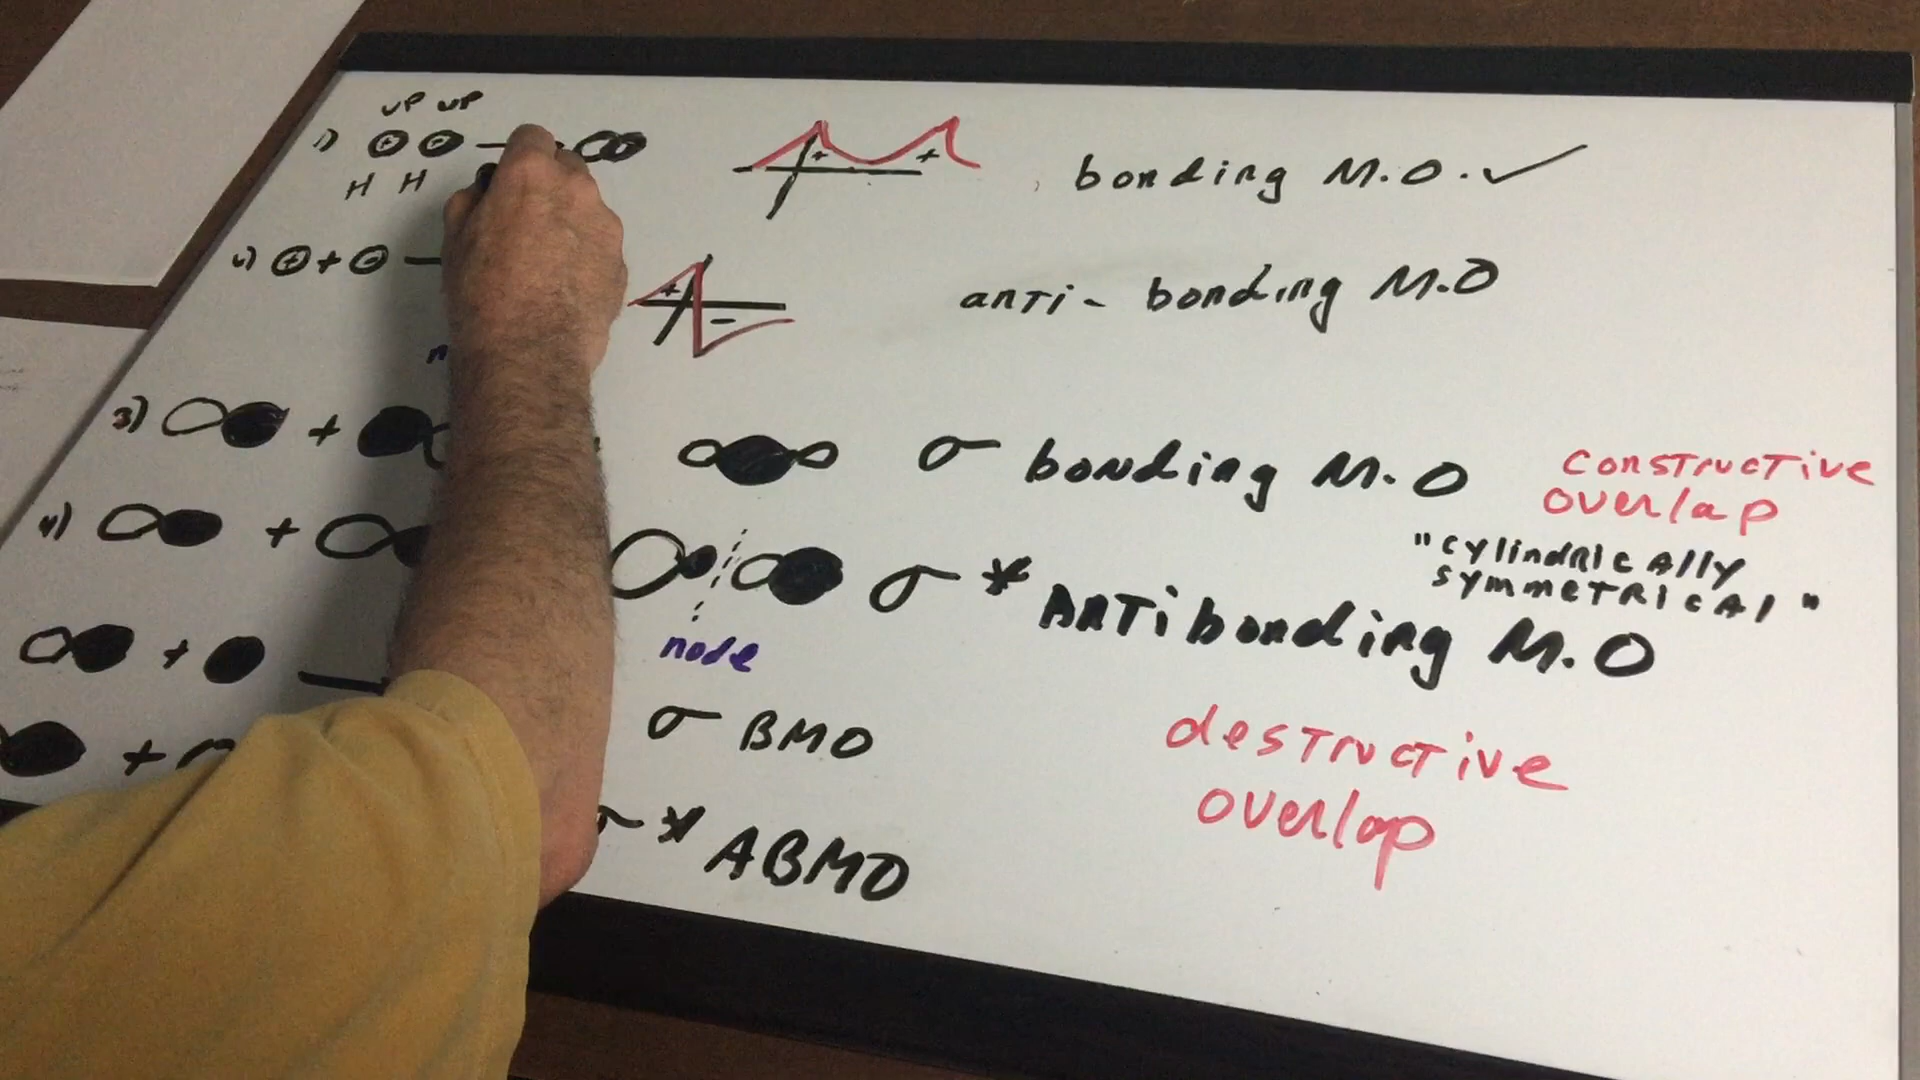 UP UP
1) + + bonding M.O. ✓
H H
+ +
2) + + - anti- bonding M.O
+ -
3) + σ bonding M.O constructive
overlap
4) + σ * ANTibonding M.O "cylindRicAlly
symmeTRicAl"
node
+ σ BMO destructive
overlap
+ * ABMO